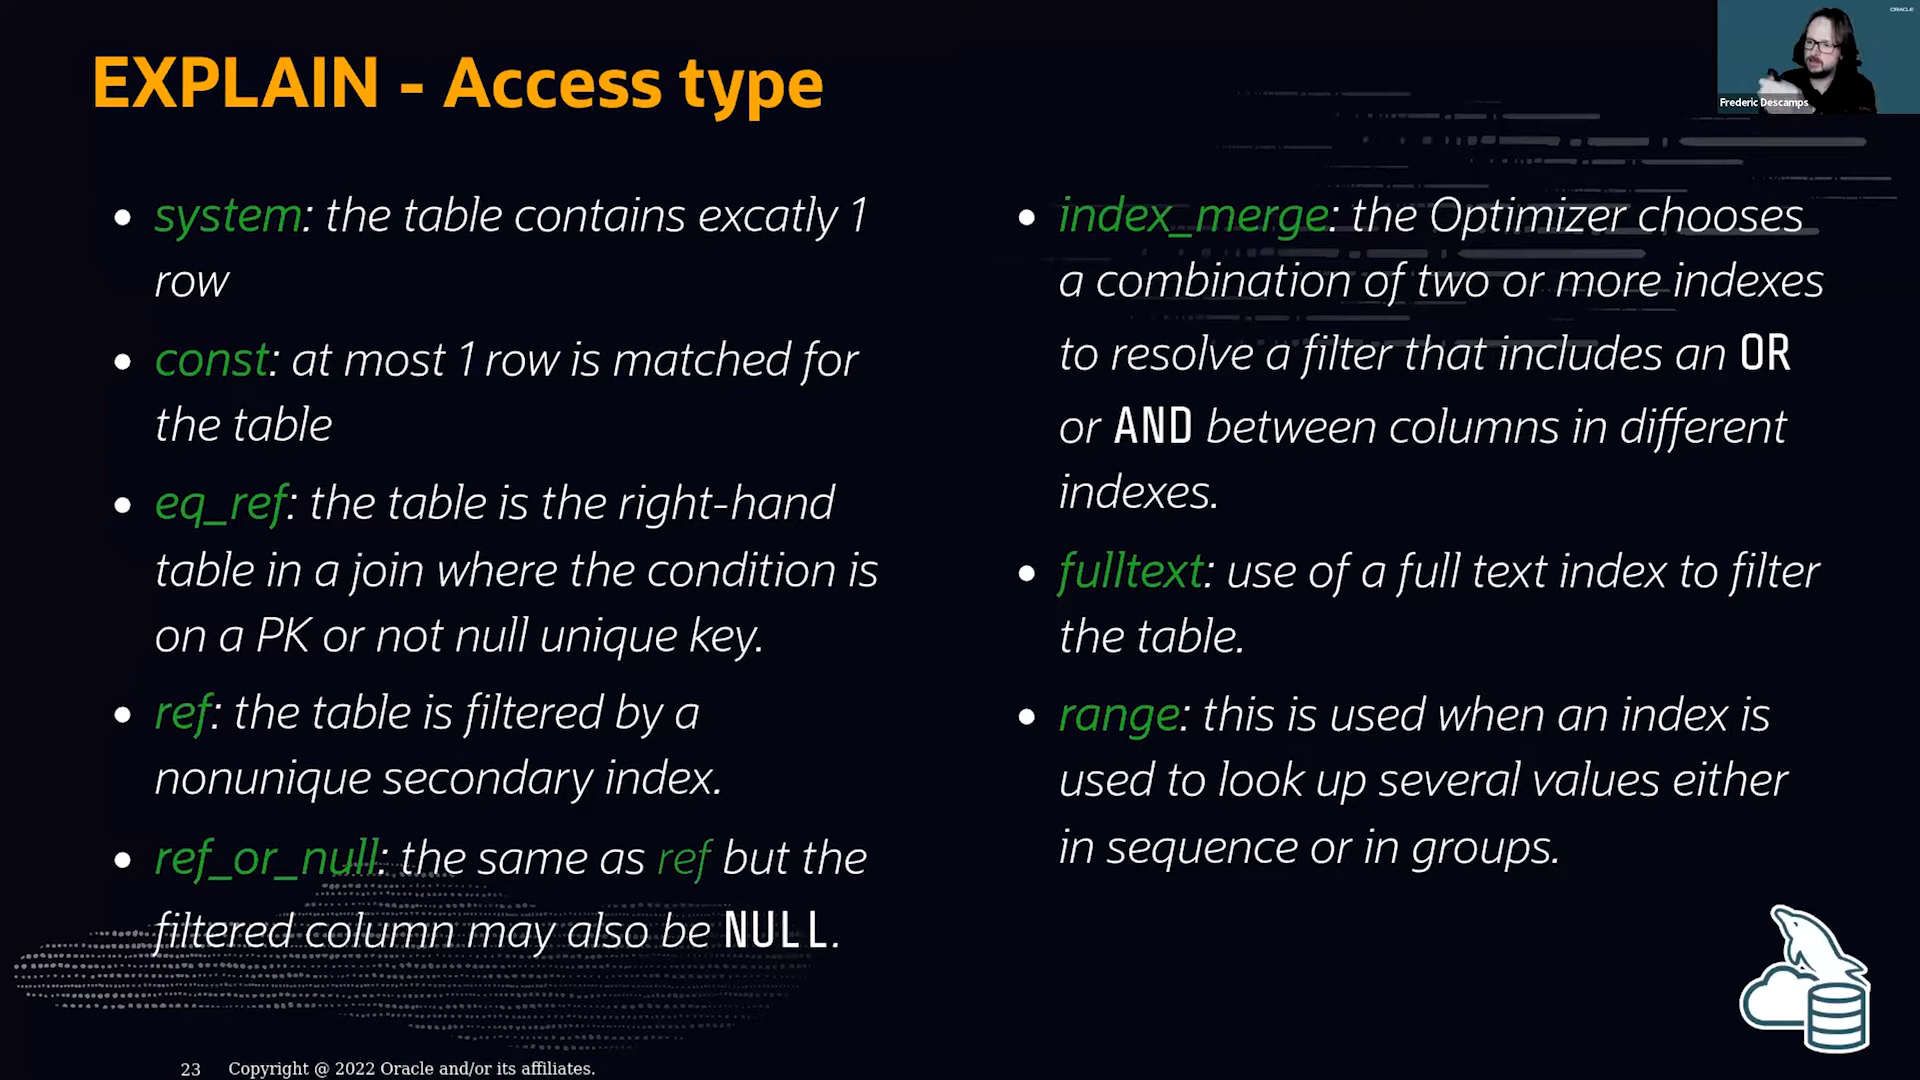 EXPLAIN - Access type
ORACLE
Frederic Descamps
• system: the table contains excatly 1
row
• const: at most 1 row is matched for
the table
• eq_ref: the table is the right-hand
table in a join where the condition is
on a PK or not null unique key.
• ref: the table is filtered by a
nonunique secondary index.
• ref_or_null: the same as ref but the
filtered column may also be NULL.
• index_merge: the Optimizer chooses
a combination of two or more indexes
to resolve a filter that includes an OR
or AND between columns in different
indexes.
• fulltext: use of a full text index to filter
the table.
• range: this is used when an index is
used to look up several values either
in sequence or in groups.
23 Copyright @ 2022 Oracle and/or its affiliates.